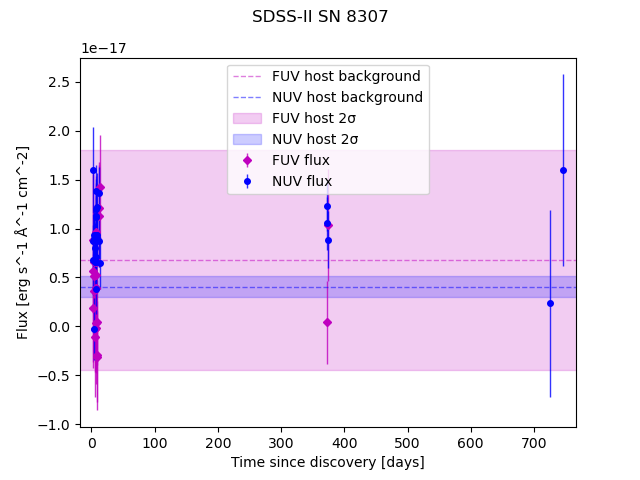 SDSS-II SN 8307
1e−17
2.5
2.0
1.5
1.0
0.5
0.0
−0.5
−1.0
Flux [erg s^-1 Å^-1 cm^-2]
FUV host background
NUV host background
FUV host 2σ
NUV host 2σ
FUV flux
NUV flux
0 100 200 300 400 500 600 700
Time since discovery [days]